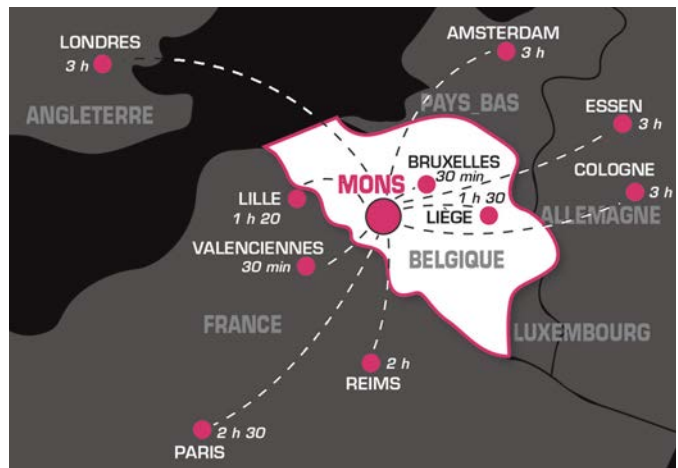 LONDRES
3 h
AMSTERDAM
3 h
ANGLETERRE
PAYS_BAS
ESSEN
3 h
BRUXELLES
30 min
COLOGNE
3 h
MONS
LILLE
1 h 20
1 h 30
LIÈGE
ALLEMAGNE
VALENCIENNES
30 min
BELGIQUE
FRANCE
LUXEMBOURG
2 h
REIMS
2 h 30
PARIS